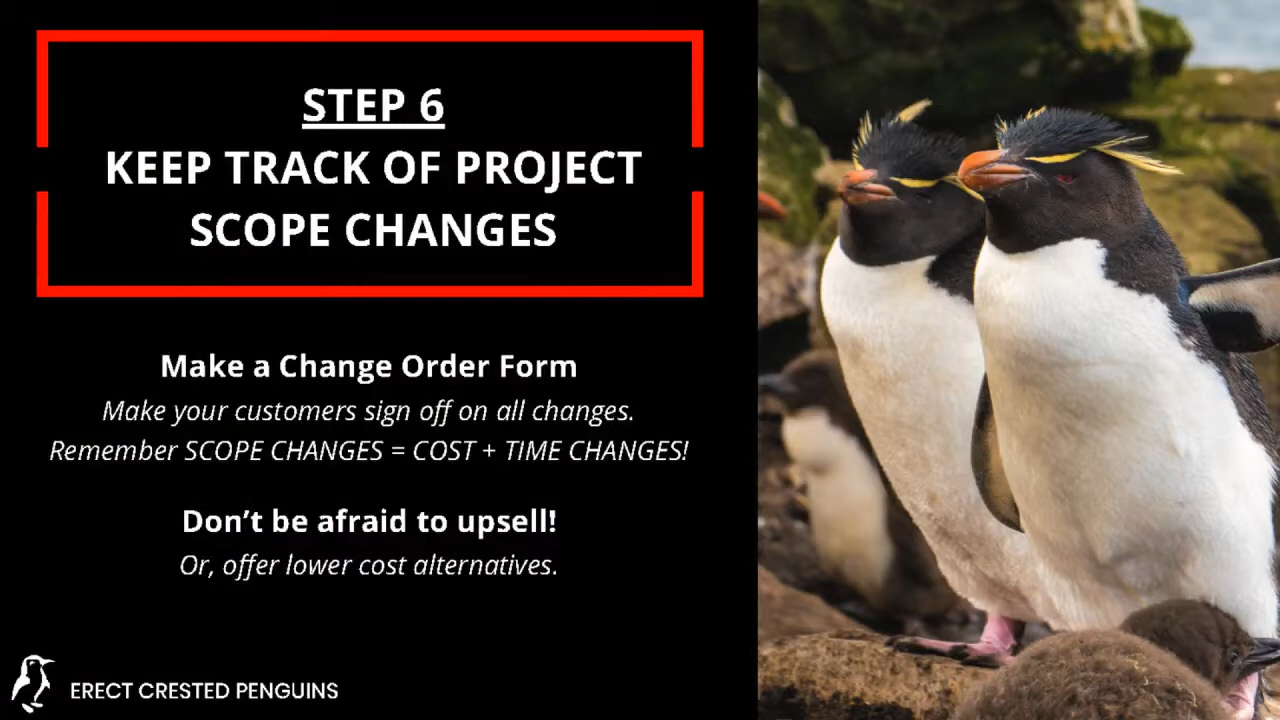 STEP 6
KEEP TRACK OF PROJECT
SCOPE CHANGES
Make a Change Order Form
Make your customers sign off on all changes.
Remember SCOPE CHANGES = COST + TIME CHANGES!
Don’t be afraid to upsell!
Or, offer lower cost alternatives.
ERECT CRESTED PENGUINS